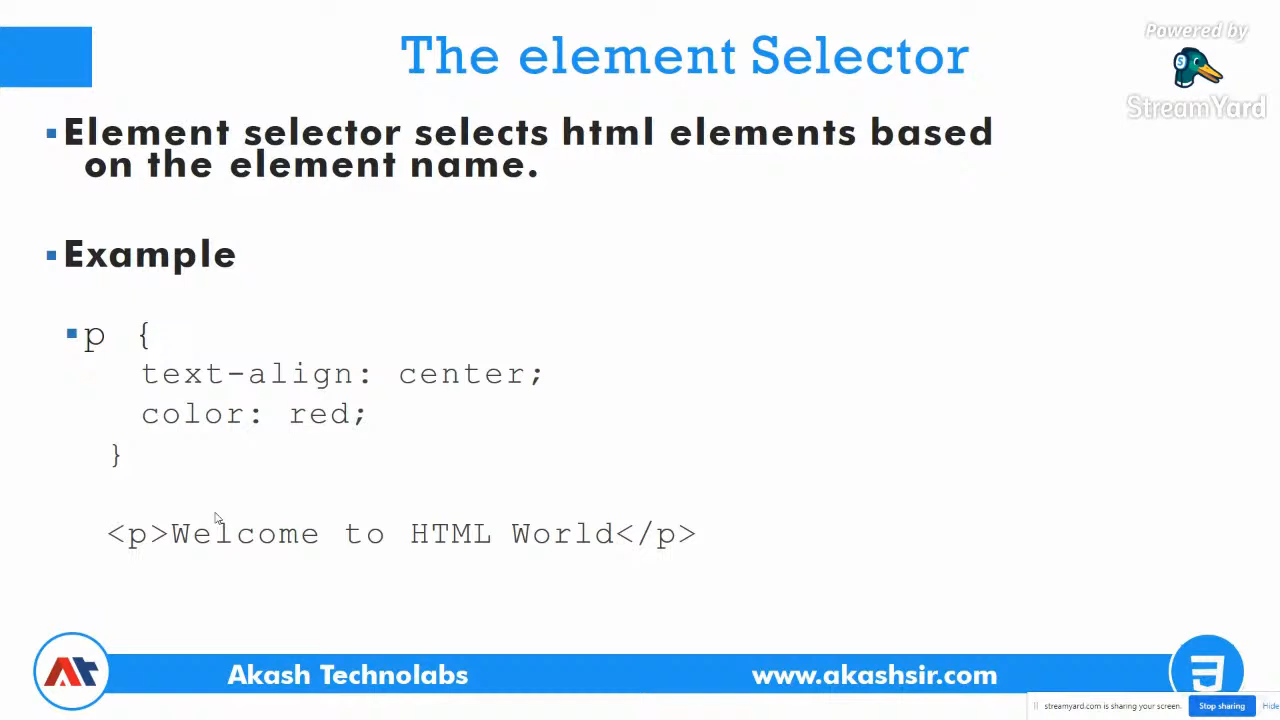 Powered by
StreamYard
The element Selector
▪Element selector selects html elements based
on the element name.
▪Example
▪p {
text-align: center;
color: red;
}
<p>Welcome to HTML World</p>
Akash Technolabs
www.akashsir.com
streamyard.com is sharing your screen.
Stop sharing
Hide